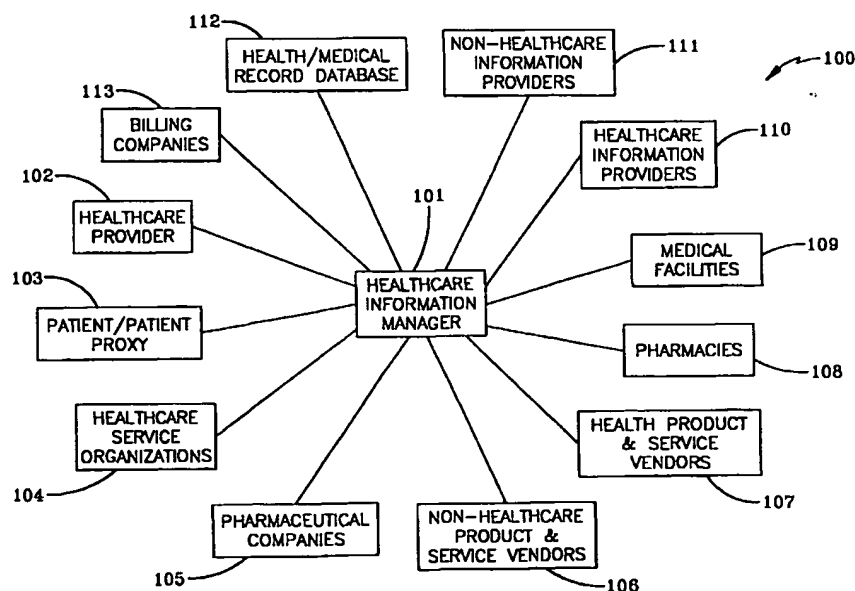 112
HEALTH/MEDICAL
RECORD DATABASE
NON-HEALTHCARE
INFORMATION
PROVIDERS
111
100
113
BILLING
COMPANIES
HEALTHCARE
INFORMATION
PROVIDERS
110
102
HEALTHCARE
PROVIDER
101
HEALTHCARE
INFORMATION
MANAGER
MEDICAL
FACILITIES
109
103
PATIENT/PATIENT
PROXY
PHARMACIES
108
HEALTHCARE
SERVICE
ORGANIZATIONS
104
HEALTH PRODUCT
& SERVICE
VENDORS
107
PHARMACEUTICAL
COMPANIES
105
NON-HEALTHCARE
PRODUCT &
SERVICE VENDORS
106